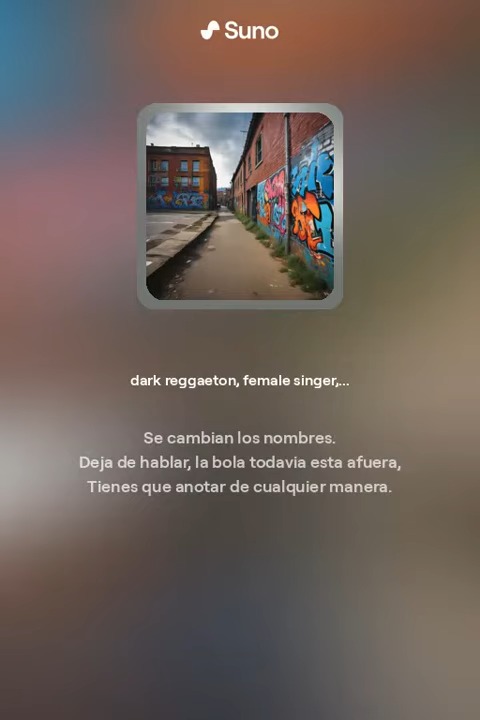 Suno
dark reggaeton, female singer,...
Se cambian los nombres.
Deja de hablar, la bola todavia esta afuera,
Tienes que anotar de cualquier manera.